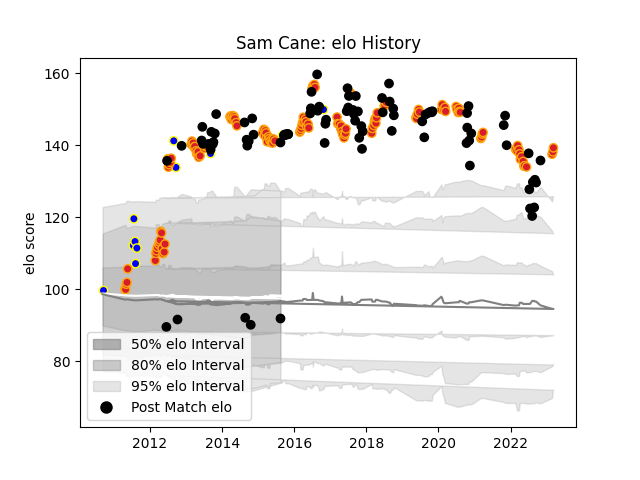 Sam Cane: elo History
elo score
160
140
120
100
80
50% elo Interval
80% elo Interval
95% elo Interval
Post Match elo
2012 2014 2016 2018 2020 2022